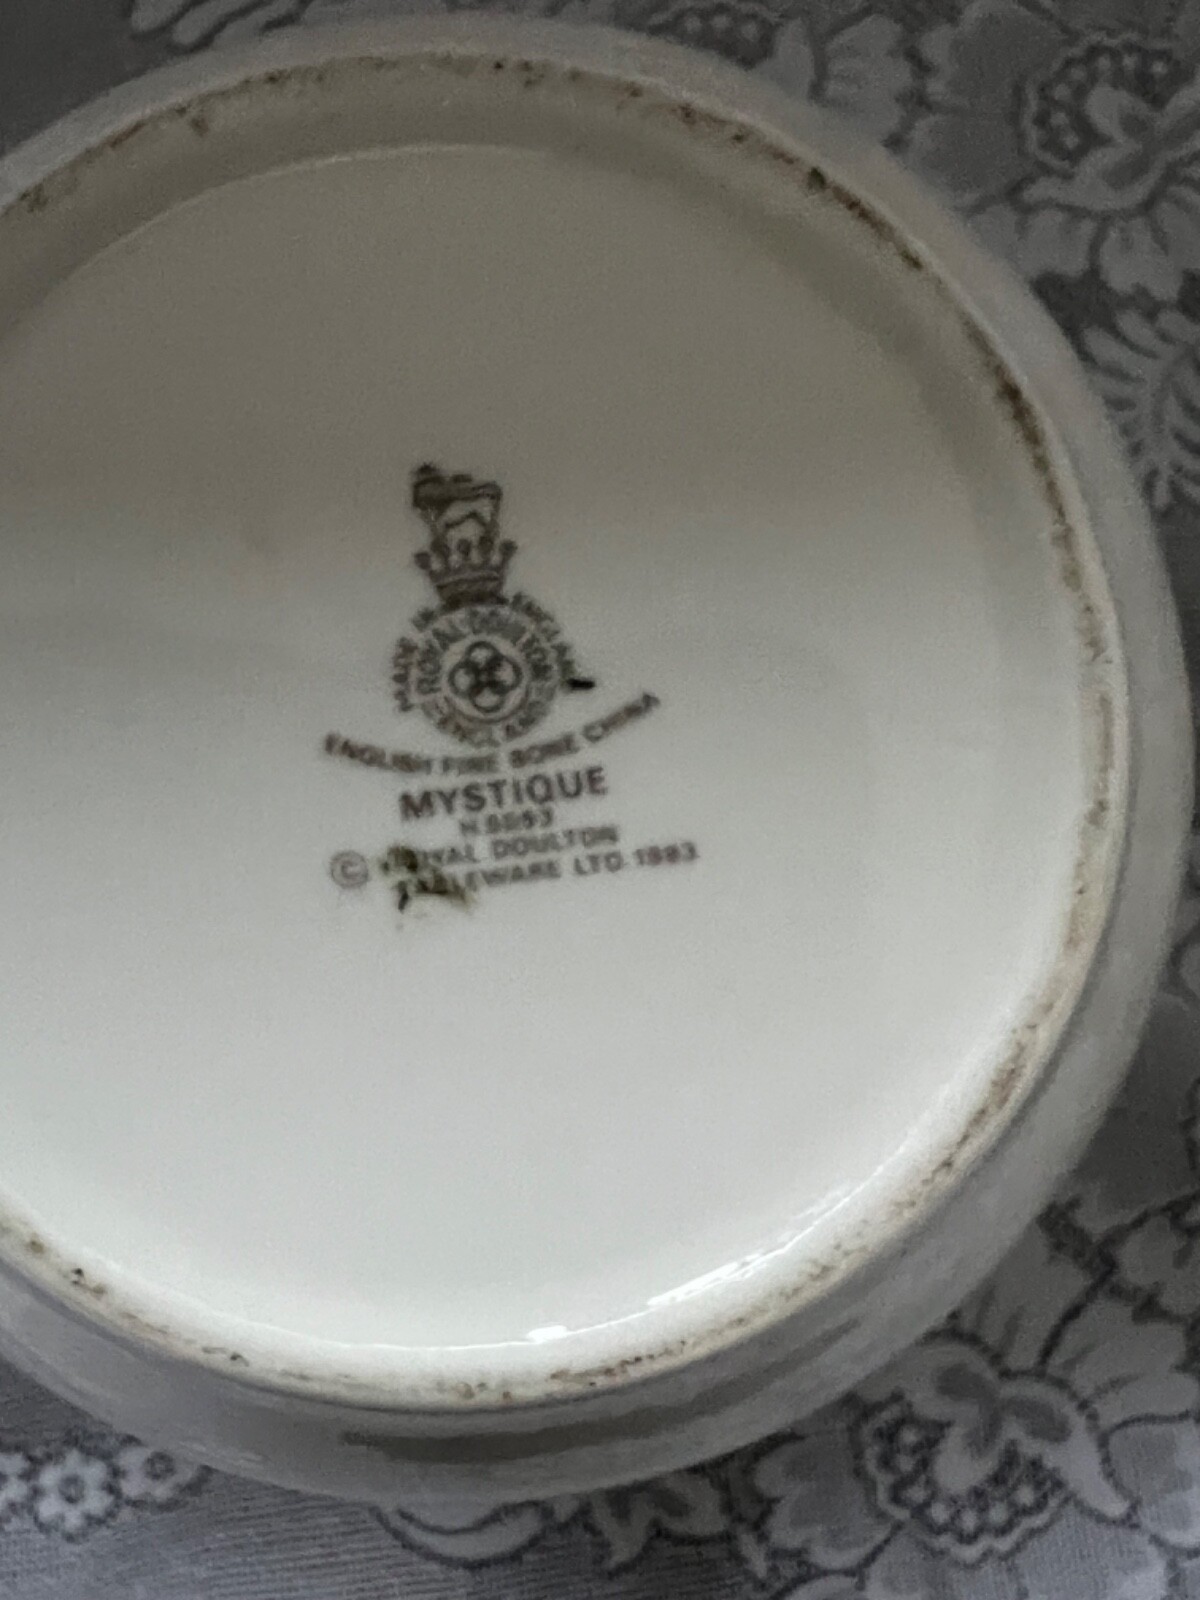 MADE IN ENGLAND
ROYAL DOULTON
ENGLAND
ENGLISH FINE BONE CHINA
MYSTIQUE
© ROYAL DOULTON
TABLEWARE LTD. 1983